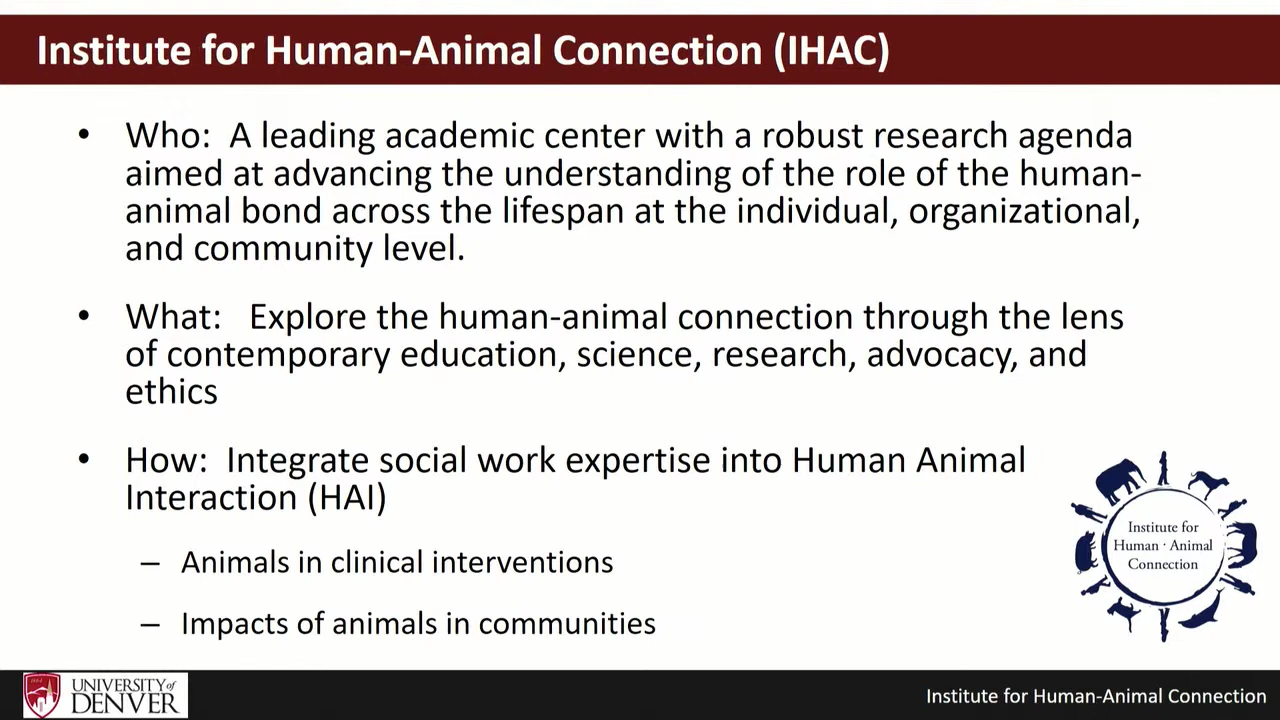 Institute for Human-Animal Connection (IHAC)
• Who: A leading academic center with a robust research agenda
aimed at advancing the understanding of the role of the human-
animal bond across the lifespan at the individual, organizational,
and community level.
• What: Explore the human-animal connection through the lens
of contemporary education, science, research, advocacy, and
ethics
• How: Integrate social work expertise into Human Animal
Interaction (HAI)
– Animals in clinical interventions
– Impacts of animals in communities
Institute for
Human · Animal
Connection
UNIVERSITY of
DENVER
Institute for Human-Animal Connection